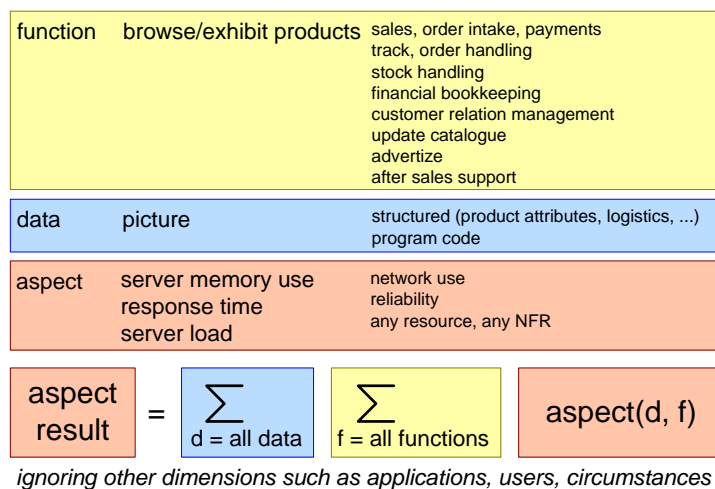 function browse/exhibit products sales, order intake, payments
track, order handling
stock handling
financial bookkeeping
customer relation management
update catalogue
advertize
after sales support
data picture structured (product attributes, logistics, ...)
program code
aspect server memory use network use
response time reliability
server load any resource, any NFR
aspect result = ∑ d = all data ∑ f = all functions aspect(d, f)
ignoring other dimensions such as applications, users, circumstances